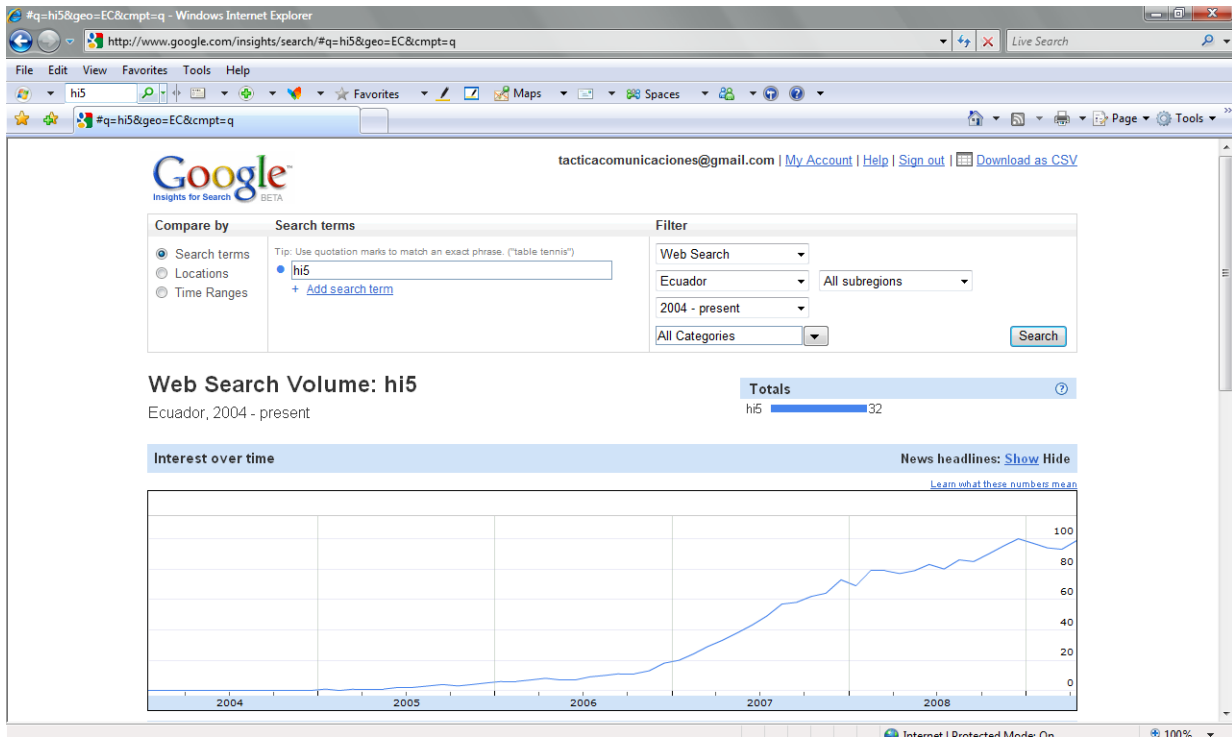 #q=hi5&geo=EC&cmpt=q - Windows Internet Explorer
http://www.google.com/insights/search/#q=hi5&geo=EC&cmpt=q Live Search
File Edit View Favorites Tools Help
hi5 Favorites Maps Spaces
#q=hi5&geo=EC&cmpt=q Page Tools
tacticacomunicaciones@gmail.com | My Account | Help | Sign out | Download as CSV
Google™
Insights for Search BETA
Compare by Search terms Filter
Search terms Tip: Use quotation marks to match an exact phrase. ("table tennis") Web Search
Locations hi5 Ecuador All subregions
Time Ranges + Add search term 2004 - present
All Categories Search
Web Search Volume: hi5 Totals
Ecuador, 2004 - present hi5 32
Interest over time News headlines: Show Hide
Learn what these numbers mean
100
80
60
40
20
0
2004 2005 2006 2007 2008
Internet | Protected Mode: On 100%